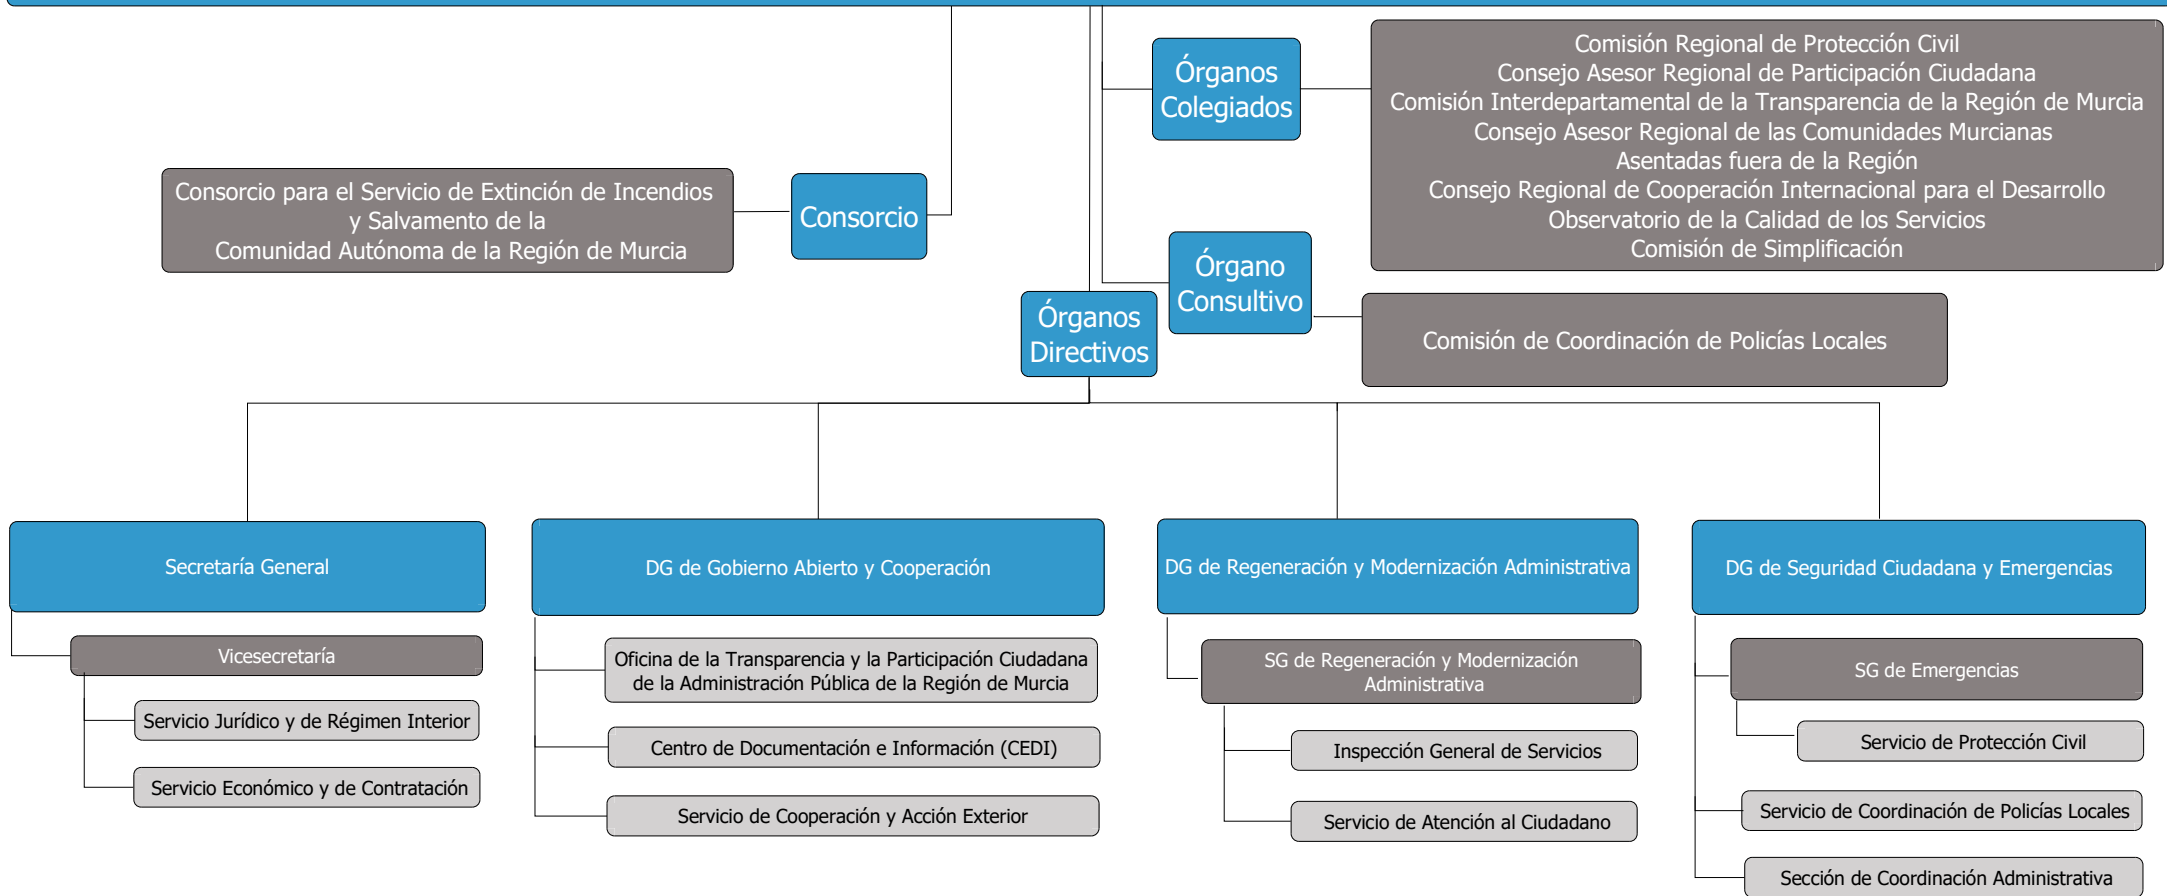 Órganos
Colegiados
Comisión Regional de Protección Civil
Consejo Asesor Regional de Participación Ciudadana
Comisión Interdepartamental de la Transparencia de la Región de Murcia
Consejo Asesor Regional de las Comunidades Murcianas
Asentadas fuera de la Región
Consejo Regional de Cooperación Internacional para el Desarrollo
Observatorio de la Calidad de los Servicios
Comisión de Simplificación
Consorcio para el Servicio de Extinción de Incendios
y Salvamento de la
Comunidad Autónoma de la Región de Murcia
Consorcio
Órgano
Consultivo
Comisión de Coordinación de Policías Locales
Órganos
Directivos
Secretaría General
Vicesecretaría
Servicio Jurídico y de Régimen Interior
Servicio Económico y de Contratación
DG de Gobierno Abierto y Cooperación
Oficina de la Transparencia y la Participación Ciudadana
de la Administración Pública de la Región de Murcia
Centro de Documentación e Información (CEDI)
Servicio de Cooperación y Acción Exterior
DG de Regeneración y Modernización Administrativa
SG de Regeneración y Modernización
Administrativa
Inspección General de Servicios
Servicio de Atención al Ciudadano
DG de Seguridad Ciudadana y Emergencias
SG de Emergencias
Servicio de Protección Civil
Servicio de Coordinación de Policías Locales
Sección de Coordinación Administrativa